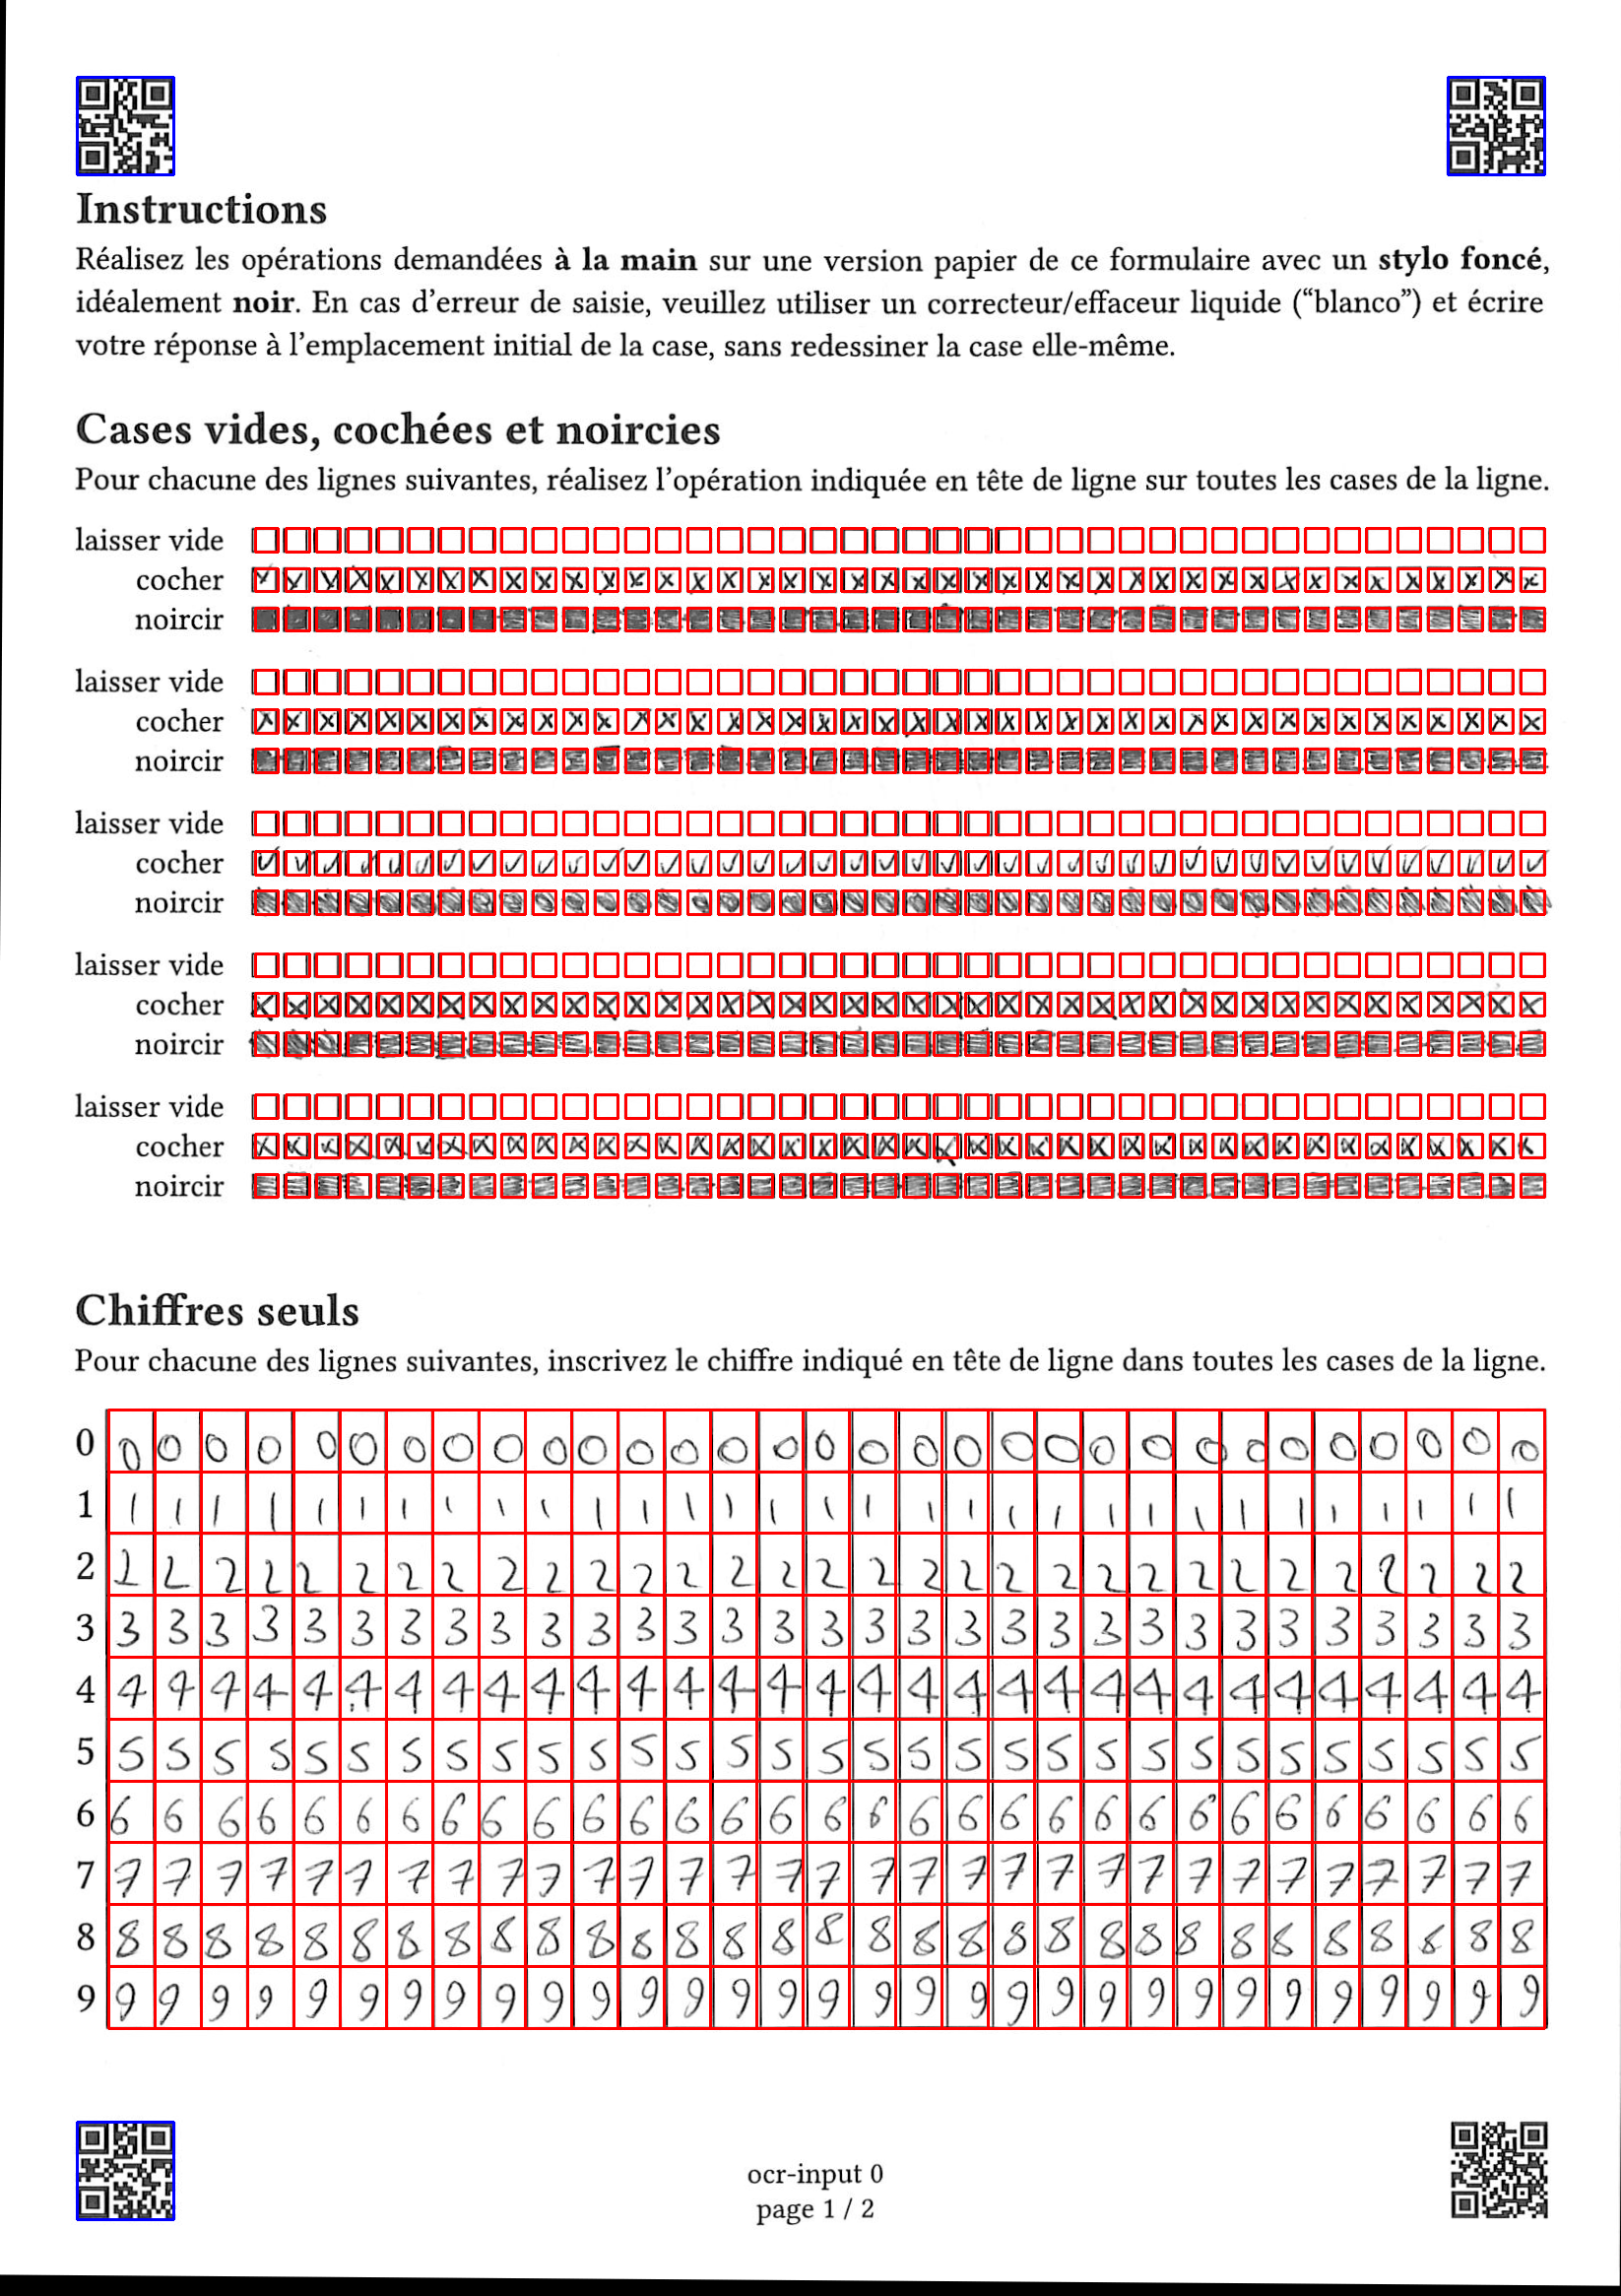 Instructions
Réalisez les opérations demandées à la main sur une version papier de ce formulaire avec un stylo foncé,
idéalement noir. En cas d'erreur de saisie, veuillez utiliser un correcteur/effaceur liquide (“blanco”) et écrire
votre réponse à l'emplacement initial de la case, sans redessiner la case elle-même.
Cases vides, cochées et noircies
Pour chacune des lignes suivantes, réalisez l'opération indiquée en tête de ligne sur toutes les cases de la ligne.
laisser vide
cocher
noircir
laisser vide
cocher
noircir
laisser vide
cocher
noircir
laisser vide
cocher
noircir
laisser vide
cocher
noircir
Chiffres seuls
Pour chacune des lignes suivantes, inscrivez le chiffre indiqué en tête de ligne dans toutes les cases de la ligne.
0 0 0 0 0 0 0 0 0 0 0 0 0 0 0 0 0 0 0 0 0 0 0 0 0 0 0 0 0 0 0 0
1 1 1 1 1 1 1 1 1 1 1 1 1 1 1 1 1 1 1 1 1 1 1 1 1 1 1 1 1 1 1 1
2 2 2 2 2 2 2 2 2 2 2 2 2 2 2 2 2 2 2 2 2 2 2 2 2 2 2 2 2 2 2 2
3 3 3 3 3 3 3 3 3 3 3 3 3 3 3 3 3 3 3 3 3 3 3 3 3 3 3 3 3 3 3 3
4 4 4 4 4 4 4 4 4 4 4 4 4 4 4 4 4 4 4 4 4 4 4 4 4 4 4 4 4 4 4 4
5 5 5 5 5 5 5 5 5 5 5 5 5 5 5 5 5 5 5 5 5 5 5 5 5 5 5 5 5 5 5 5
6 6 6 6 6 6 6 6 6 6 6 6 6 6 6 6 6 6 6 6 6 6 6 6 6 6 6 6 6 6 6 6
7 7 7 7 7 7 7 7 7 7 7 7 7 7 7 7 7 7 7 7 7 7 7 7 7 7 7 7 7 7 7 7
8 8 8 8 8 8 8 8 8 8 8 8 8 8 8 8 8 8 8 8 8 8 8 8 8 8 8 8 8 8 8 8
9 9 9 9 9 9 9 9 9 9 9 9 9 9 9 9 9 9 9 9 9 9 9 9 9 9 9 9 9 9 9 9
ocr-input 0
page 1 / 2